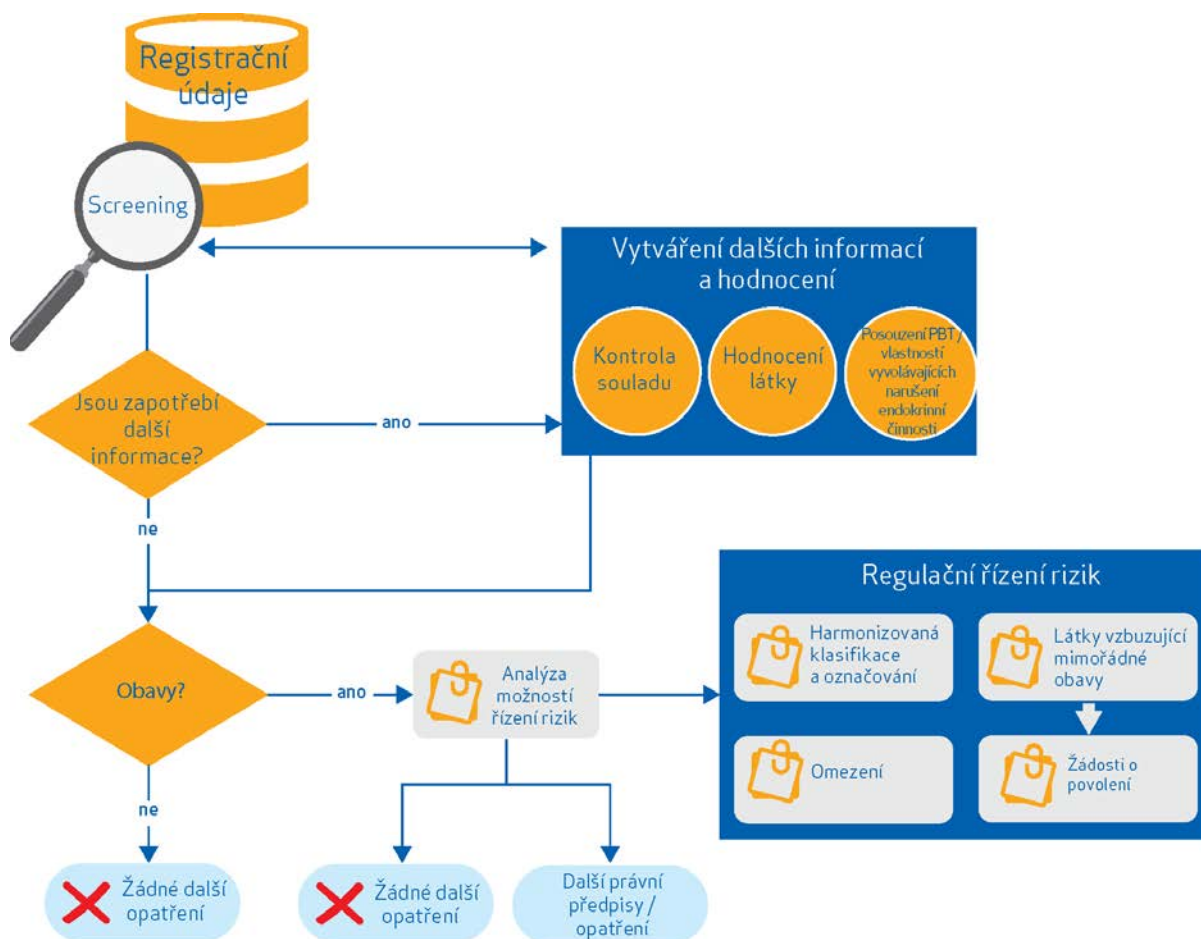 Registrační
údaje
Screening
Vytváření dalších informací
a hodnocení
Kontrola
souladu
Hodnocení
látky
Posouzení PBT /
vlastností
vyvolávajících
narušení
endokrinní
činnosti
Jsou zapotřebí
další
informace?
ano
ne
Obavy?
ano
Analýza
možností
řízení rizik
Regulační řízení rizik
Harmonizovaná
klasifikace
a označování
Látky vzbuzující
mimořádné
obavy
Omezení
Žádosti o
povolení
ne
Žádné další
opatření
Žádné další
opatření
Další právní
předpisy /
opatření